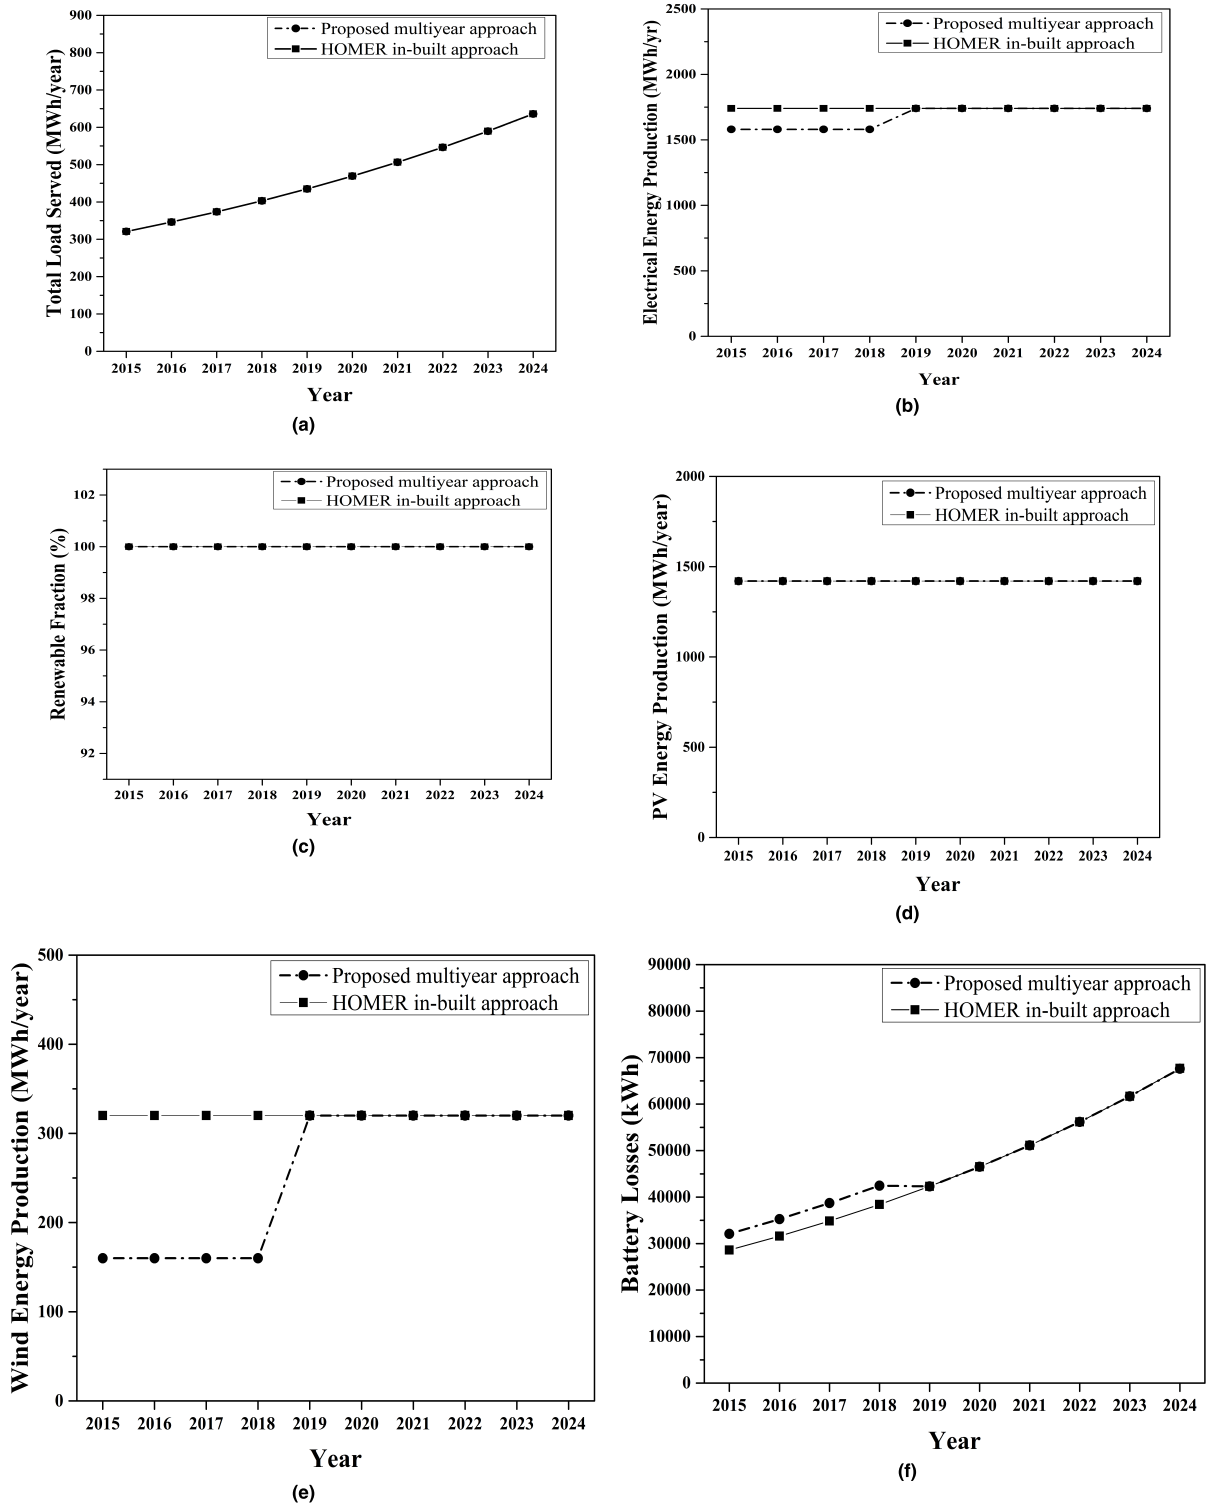 Total Load Served (MWh/year)
900
800
700
600
500
400
300
200
100
0
Proposed multiyear approach
HOMER in-built approach
2015 2016 2017 2018 2019 2020 2021 2022 2023 2024
Year
(a)
Electrical Energy Production (MWh/yr)
2500
2000
1500
1000
500
0
Proposed multiyear approach
HOMER in-built approach
2015 2016 2017 2018 2019 2020 2021 2022 2023 2024
Year
(b)
Renewable Fraction (%)
102
100
98
96
94
92
Proposed multiyear approach
HOMER in-built approach
2015 2016 2017 2018 2019 2020 2021 2022 2023 2024
Year
(c)
PV Energy Production (MWh/year)
2000
1500
1000
500
0
Proposed multiyear approach
HOMER in-built approach
2015 2016 2017 2018 2019 2020 2021 2022 2023 2024
Year
(d)
Wind Energy Production (MWh/year)
500
400
300
200
100
0
Proposed multiyear approach
HOMER in-built approach
2015 2016 2017 2018 2019 2020 2021 2022 2023 2024
Year
(e)
Battery Losses (kWh)
90000
80000
70000
60000
50000
40000
30000
20000
10000
0
Proposed multiyear approach
HOMER in-built approach
2015 2016 2017 2018 2019 2020 2021 2022 2023 2024
Year
(f)